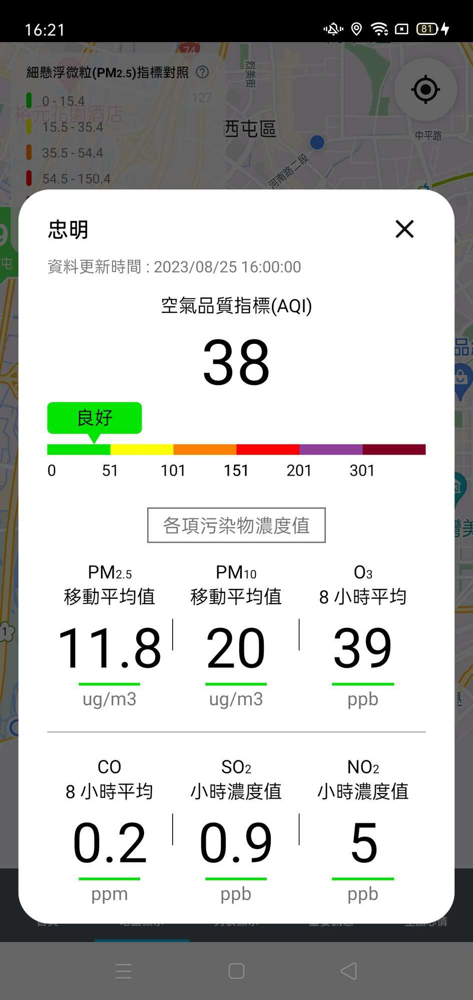 16:21
81
74
細懸浮微粒(PM2.5)指標對照
烈美街
0 - 15.4
127
裕元花園酒店
15.5 - 35.4
西屯區
中平路
35.5 - 54.4
河南路二段
54.5 - 150.4
忠明
資料更新時間 : 2023/08/25 16:00:00
空氣品質指標(AQI)
38
良好
0 51 101 151 201 301
各項污染物濃度值
PM2.5 PM10 O3
移動平均值 移動平均值 8 小時平均
11.8 20 39
ug/m3 ug/m3 ppb
CO SO2 NO2
8 小時平均 小時濃度值 小時濃度值
0.2 0.9 5
ppm ppb ppb
9
屯
品
1
灣美